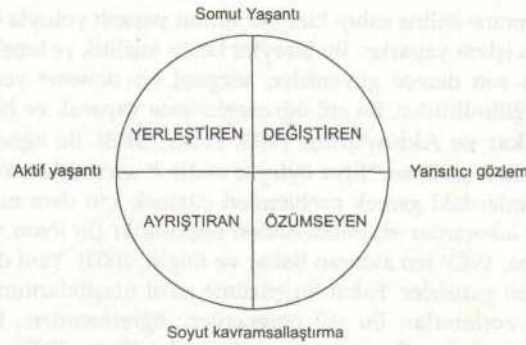 Somut Yaşantı
YERLEŞTİREN DEĞİŞTİREN
Aktif yaşantı Yansıtıcı gözlem
AYRIŞTIRAN ÖZÜMSEYEN
Soyut kavramsallaştırma